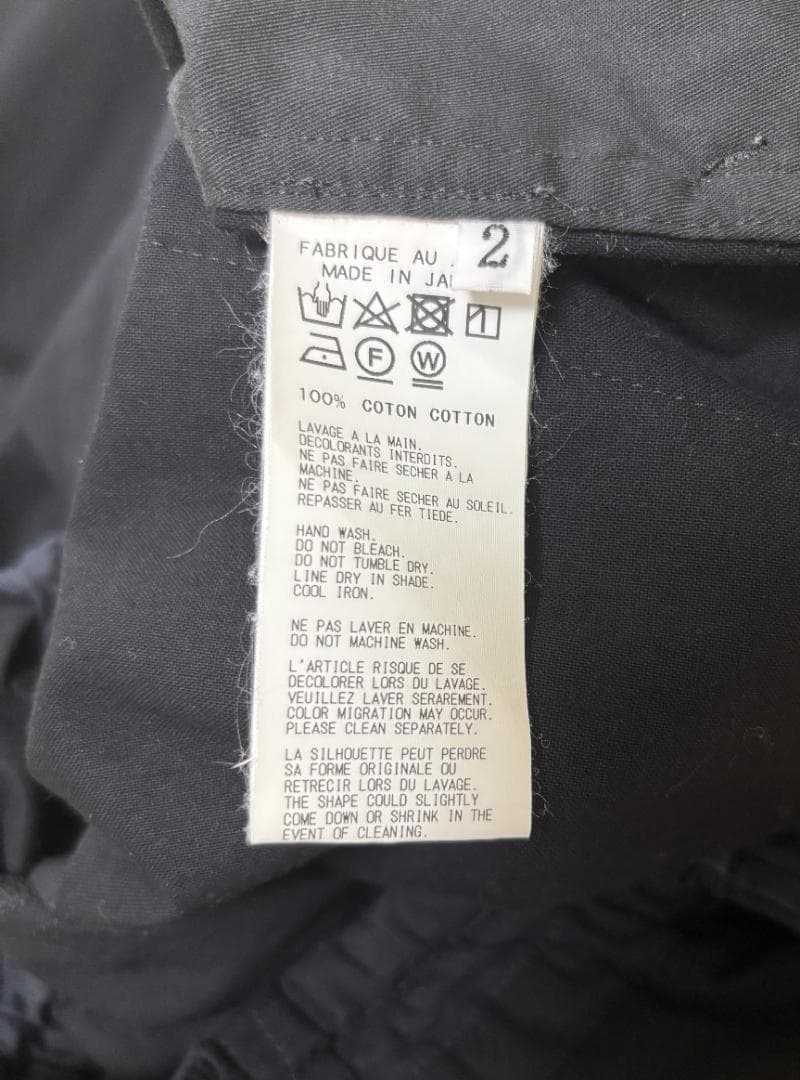 2
FABRIQUE AU
MADE IN
1
F W
100% COTON COTTON
LAVAGE A LA MAIN.
DECOLORANTS INTERDITS.
NE PAS FAIRE SECHER A LA
MACHINE.
NE PAS FAIRE SECHER AU SOLEIL.
REPASSER AU FER TIEDE.
HAND WASH.
DO NOT BLEACH.
DO NOT TUMBLE DRY.
LINE DRY IN SHADE.
COOL IRON.
NE PAS LAVER EN MACHINE.
DO NOT MACHINE WASH.
L'ARTICLE RISQUE DE SE
DECOLORER LORS DU LAVAGE.
VEUILLEZ LAVER SERAREMENT.
COLOR MIGRATION MAY OCCUR.
PLEASE CLEAN SEPARATELY.
LA SILHOUETTE PEUT PERDRE
SA FORME ORIGINALE OU
RETRECIR LORS DU LAVAGE.
THE SHAPE COULD SLIGHTLY
COME DOWN OR SHRINK IN THE
EVENT OF CLEANING.